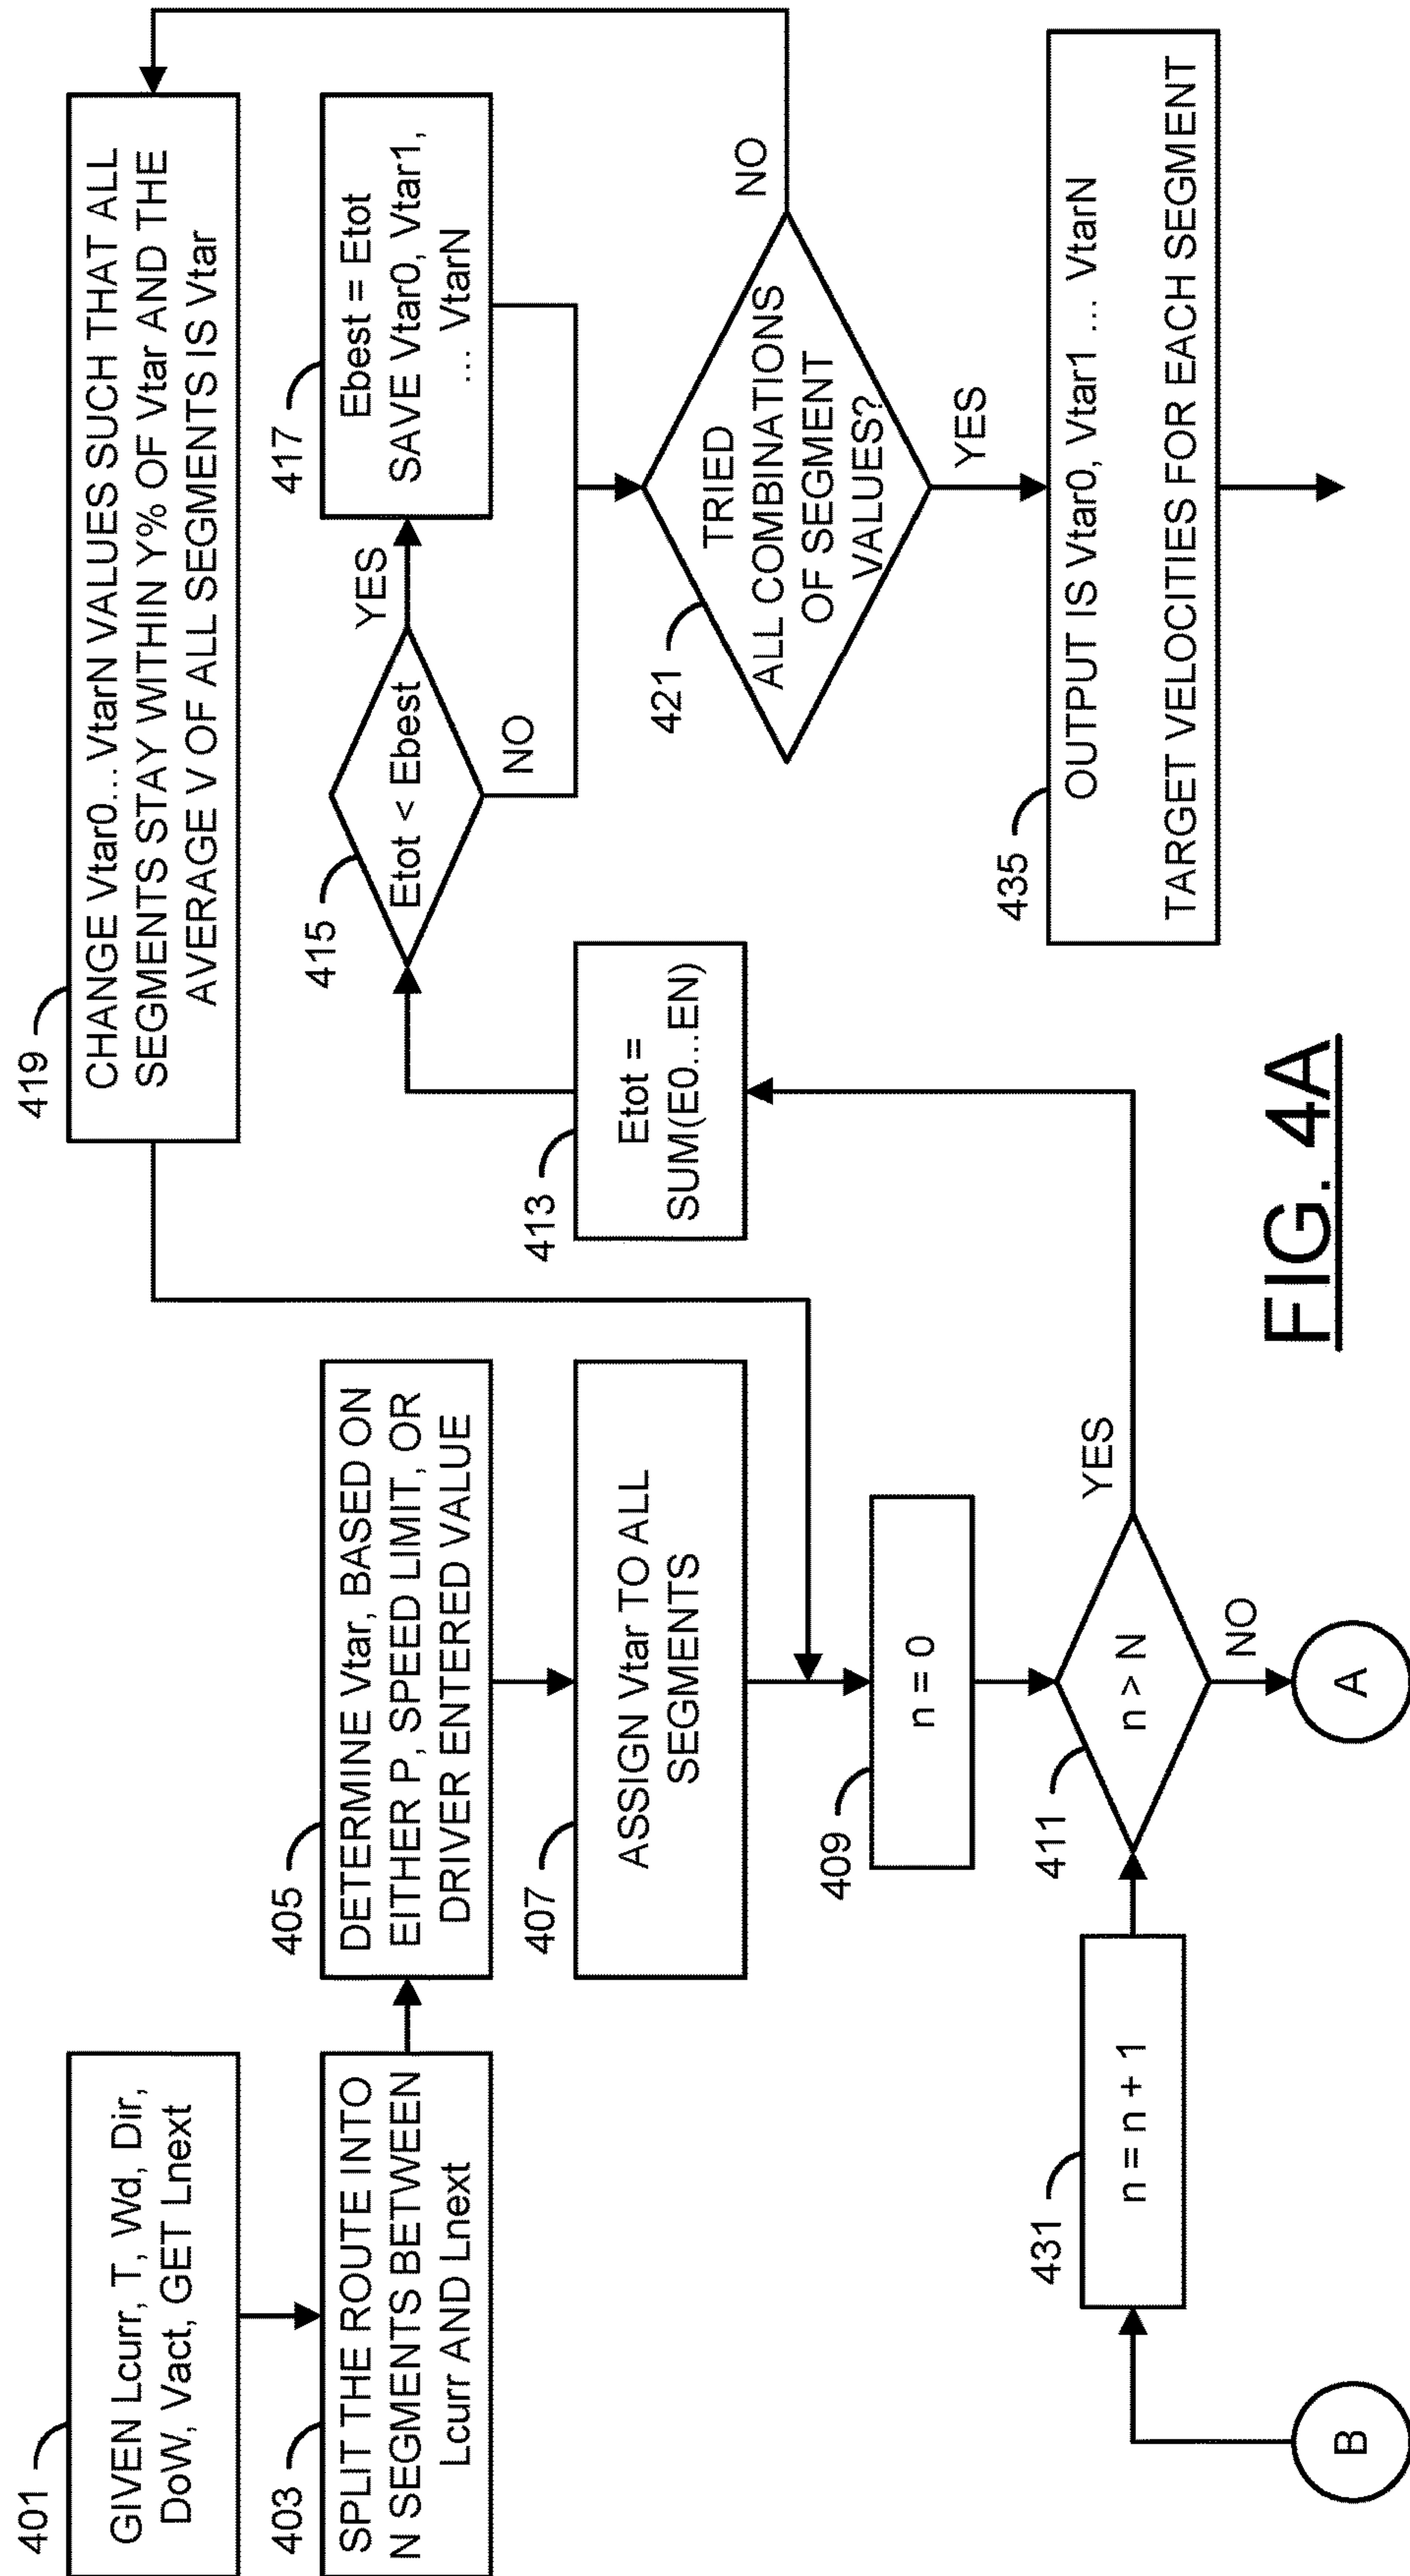 401
GIVEN Lcurr, T, Wd, Dir,
DoW, Vact, GET Lnext
403
SPLIT THE ROUTE INTO
N SEGMENTS BETWEEN
Lcurr AND Lnext
405
DETERMINE Vtar, BASED ON
EITHER P, SPEED LIMIT, OR
DRIVER ENTERED VALUE
407
ASSIGN Vtar TO ALL
SEGMENTS
409
n = 0
411
n > N
YES
NO
A
B
431
n = n + 1
413
Etot =
SUM(E0...EN)
415
Etot < Ebest
YES
NO
417
Ebest = Etot
SAVE Vtar0, Vtar1,
... VtarN
419
CHANGE Vtar0... VtarN VALUES SUCH THAT ALL
SEGMENTS STAY WITHIN Y% OF Vtar AND THE
AVERAGE V OF ALL SEGMENTS IS Vtar
421
TRIED
ALL COMBINATIONS
OF SEGMENT
VALUES?
NO
YES
435
OUTPUT IS Vtar0, Vtar1 ... VtarN
TARGET VELOCITIES FOR EACH SEGMENT
FIG. 4A